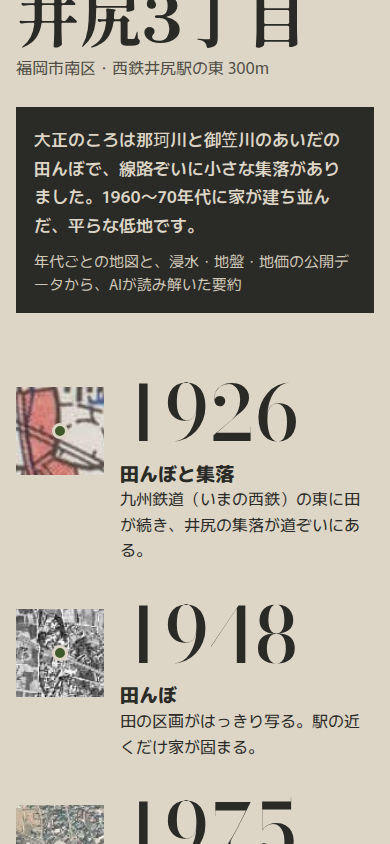 井尻3丁目
福岡市南区・西鉄井尻駅の東 300m
大正のころは那珂川と御笠川のあいだの
田んぼで、線路ぞいに小さな集落があり
ました。1960〜70年代に家が建ち並ん
だ、平らな低地です。
年代ごとの地図と、浸水・地盤・地価の公開デ
ータから、AIが読み解いた要約
1926
田んぼと集落
九州鉄道（いまの西鉄）の東に田
が続き、井尻の集落が道ぞいにあ
る。
1948
田んぼ
田の区画がはっきり写る。駅の近
くだけ家が固まる。
1975